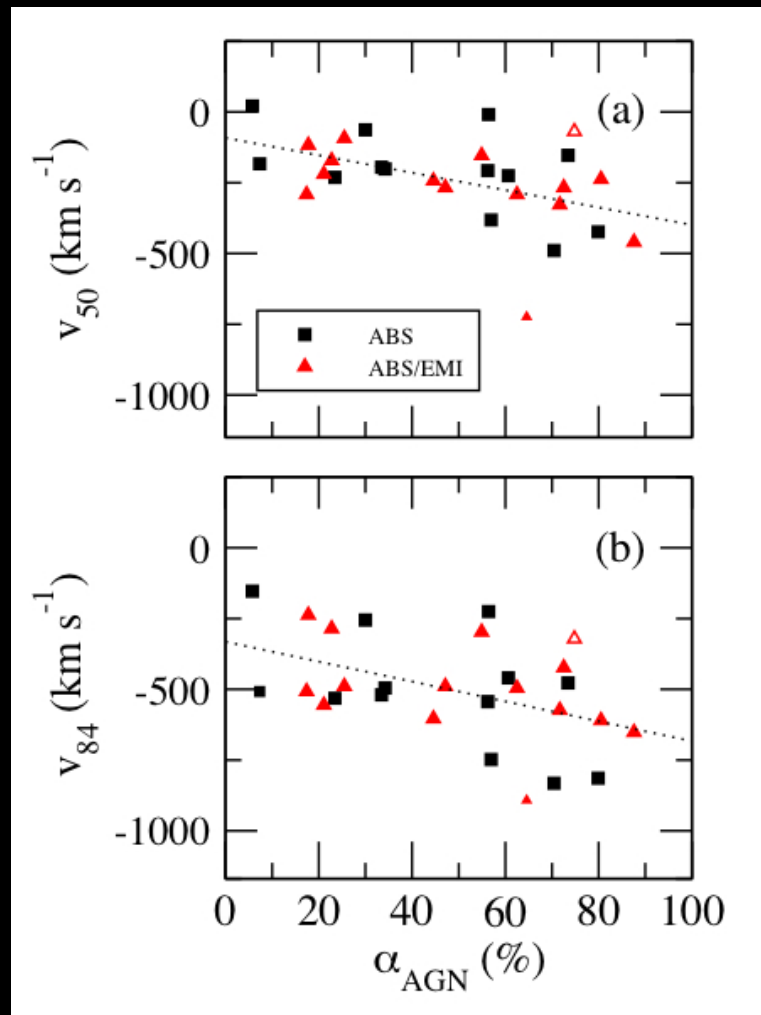 (a)
0
-500
-1000
v50 (km s-1)
ABS
ABS/EMI
(b)
0
-500
-1000
v84 (km s-1)
0 20 40 60 80 100
αAGN (%)